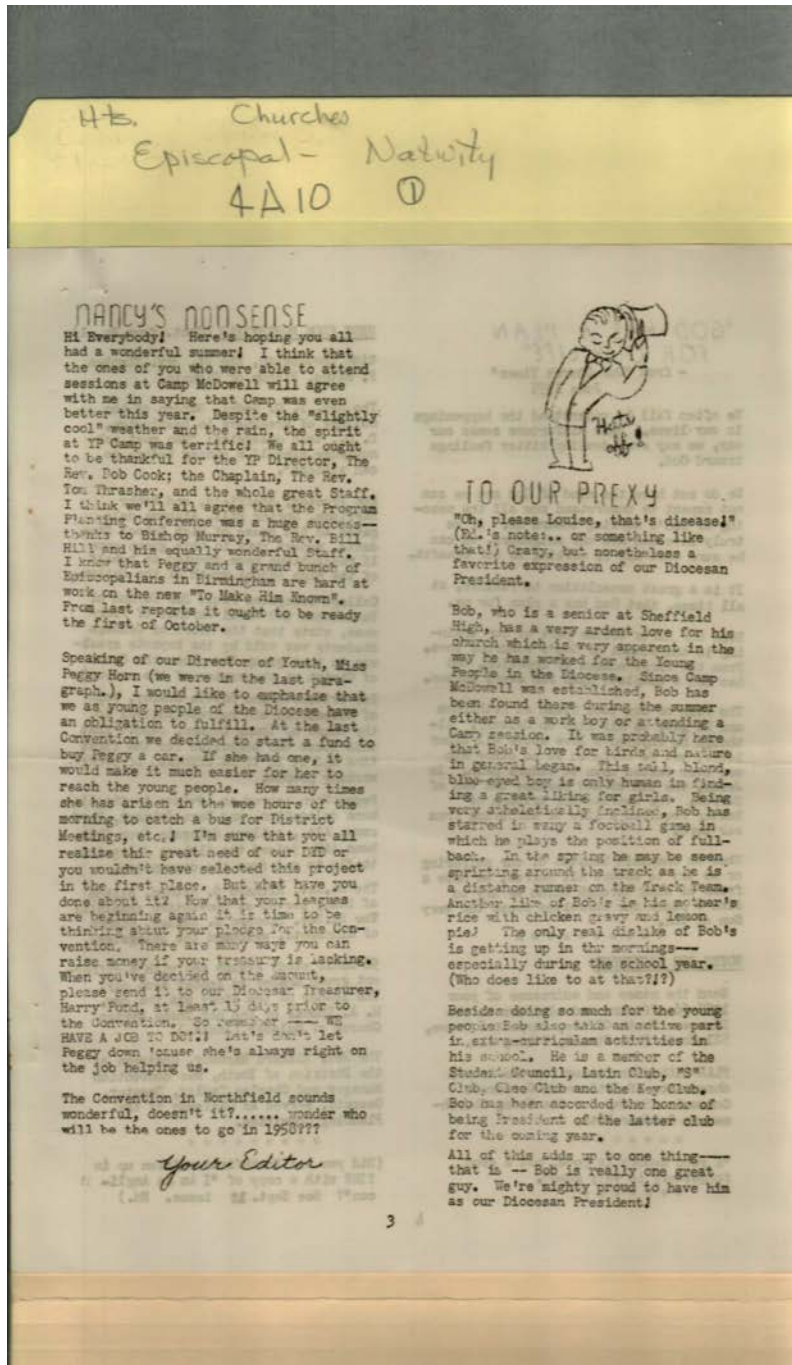 Hts. Churches
Episcopal - Nativity
4A10 ①
NANCY'S NONSENSE
Hi Everybody! Here's hoping you all
had a wonderful summer! I think that
the ones of you who were able to attend
sessions at Camp McDowell will agree
with me in saying that Camp was even
better this year. Despite the "slightly
cool" weather and the rain, the spirit
at YP Camp was terrific! We all ought
to be thankful for the YP Director, The
Rev. Bob Cook; the Chaplain, The Rev.
Tom Thrasher, and the whole great Staff.
I think we'll all agree that the Program
Planning Conference was a huge success--
thanks to Bishop Murray, The Rev. Bill
Hill and his equally wonderful Staff.
I know that Peggy and a grand bunch of
Episcopalians in Birmingham are hard at
work on the new "To Make Him Known".
From last reports it ought to be ready
the first of October.
Speaking of our Director of Youth, Miss
Peggy Horn (we were in the last para-
graph.), I would like to emphasize that
we as young people of the Diocese have
an obligation to fulfill. At the last
Convention we decided to start a fund to
buy Peggy a car. If she had one, it
would make it much easier for her to
reach the young people. How many times
she has arisen in the wee hours of the
morning to catch a bus for District
Meetings, etc.! I'm sure that you all
realize this great need of our DYD or
you wouldn't have selected this project
in the first place. But what have you
done about it? Now that your leagues
are beginning again it is time to be
thinking about your pledge for the Con-
vention. There are many ways you can
raise money if your treasury is lacking.
When you've decided on the amount,
please send it to our Diocesan Treasurer,
Harry Pond, at least 15 days prior to
the Convention. So remember ---- WE
HAVE A JOB TO DO!!! Let's don't let
Peggy down 'cause she's always right on
the job helping us.
The Convention in Northfield sounds
wonderful, doesn't it?...... wonder who
will be the ones to go in 1958???
Your Editor
Hats
off!
TO OUR PREXY
"Oh, please Louise, that's disease!"
(Ed.'s note:.. or something like
that!) Crazy, but nonetheless a
favorite expression of our Diocesan
President.
Bob, who is a senior at Sheffield
High, has a very ardent love for his
church which is very apparent in the
way he has worked for the Young
People in the Diocese. Since Camp
McDowell was established, Bob has
been found there during the summer
either as a work boy or attending a
Camp session. It was probably here
that Bob's love for birds and nature
in general began. This tall, blond,
blue-eyed boy is only human in find-
ing a great liking for girls. Being
very atheletically inclined, Bob has
starred in many a football game in
which he plays the position of full-
back. In the spring he may be seen
sprinting around the track as he is
a distance runner on the Track Team.
Another like of Bob's is his mother's
rice with chicken gravy and lemon
pie! The only real dislike of Bob's
is getting up in thr mornings---
especially during the school year.
(Who does like to at that?!?)
Besides doing so much for the young
people Bob also take an active part
in extra-curriculam activities in
his school. He is a member of the
Student Council, Latin Club, "S"
Club, Glee Club and the Key Club.
Bob has been accorded the honor of
being President of the latter club
for the coming year.
All of this adds up to one thing----
that is -- Bob is really one great
guy. We're mighty proud to have him
as our Diocesan President!
3